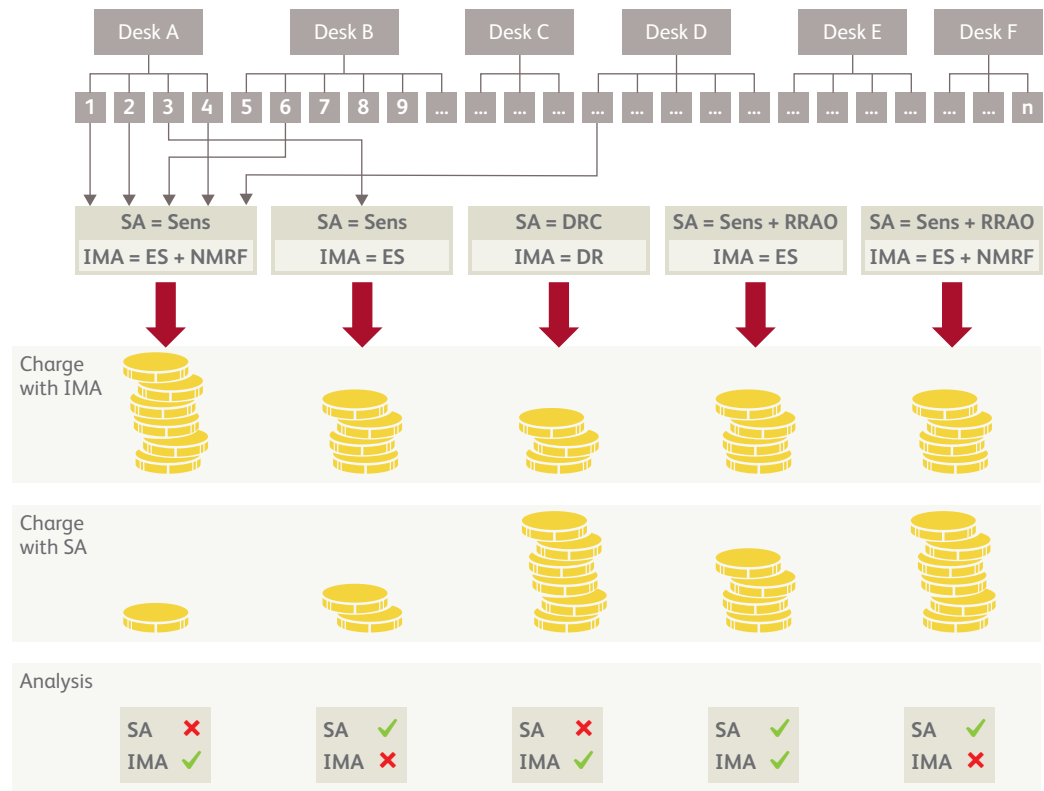 Desk A Desk B Desk C Desk D Desk E Desk F
1 2 3 4 5 6 7 8 9 ... ... ... ... ... ... ... ... ... ... ... ... ... ... ... n
SA = Sens SA = Sens SA = DRC SA = Sens + RRAO SA = Sens + RRAO
IMA = ES + NMRF IMA = ES IMA = DR IMA = ES IMA = ES + NMRF
Charge
with IMA
Charge
with SA
Analysis
SA ✗ SA ✓ SA ✗ SA ✓ SA ✓
IMA ✓ IMA ✗ IMA ✓ IMA ✓ IMA ✗